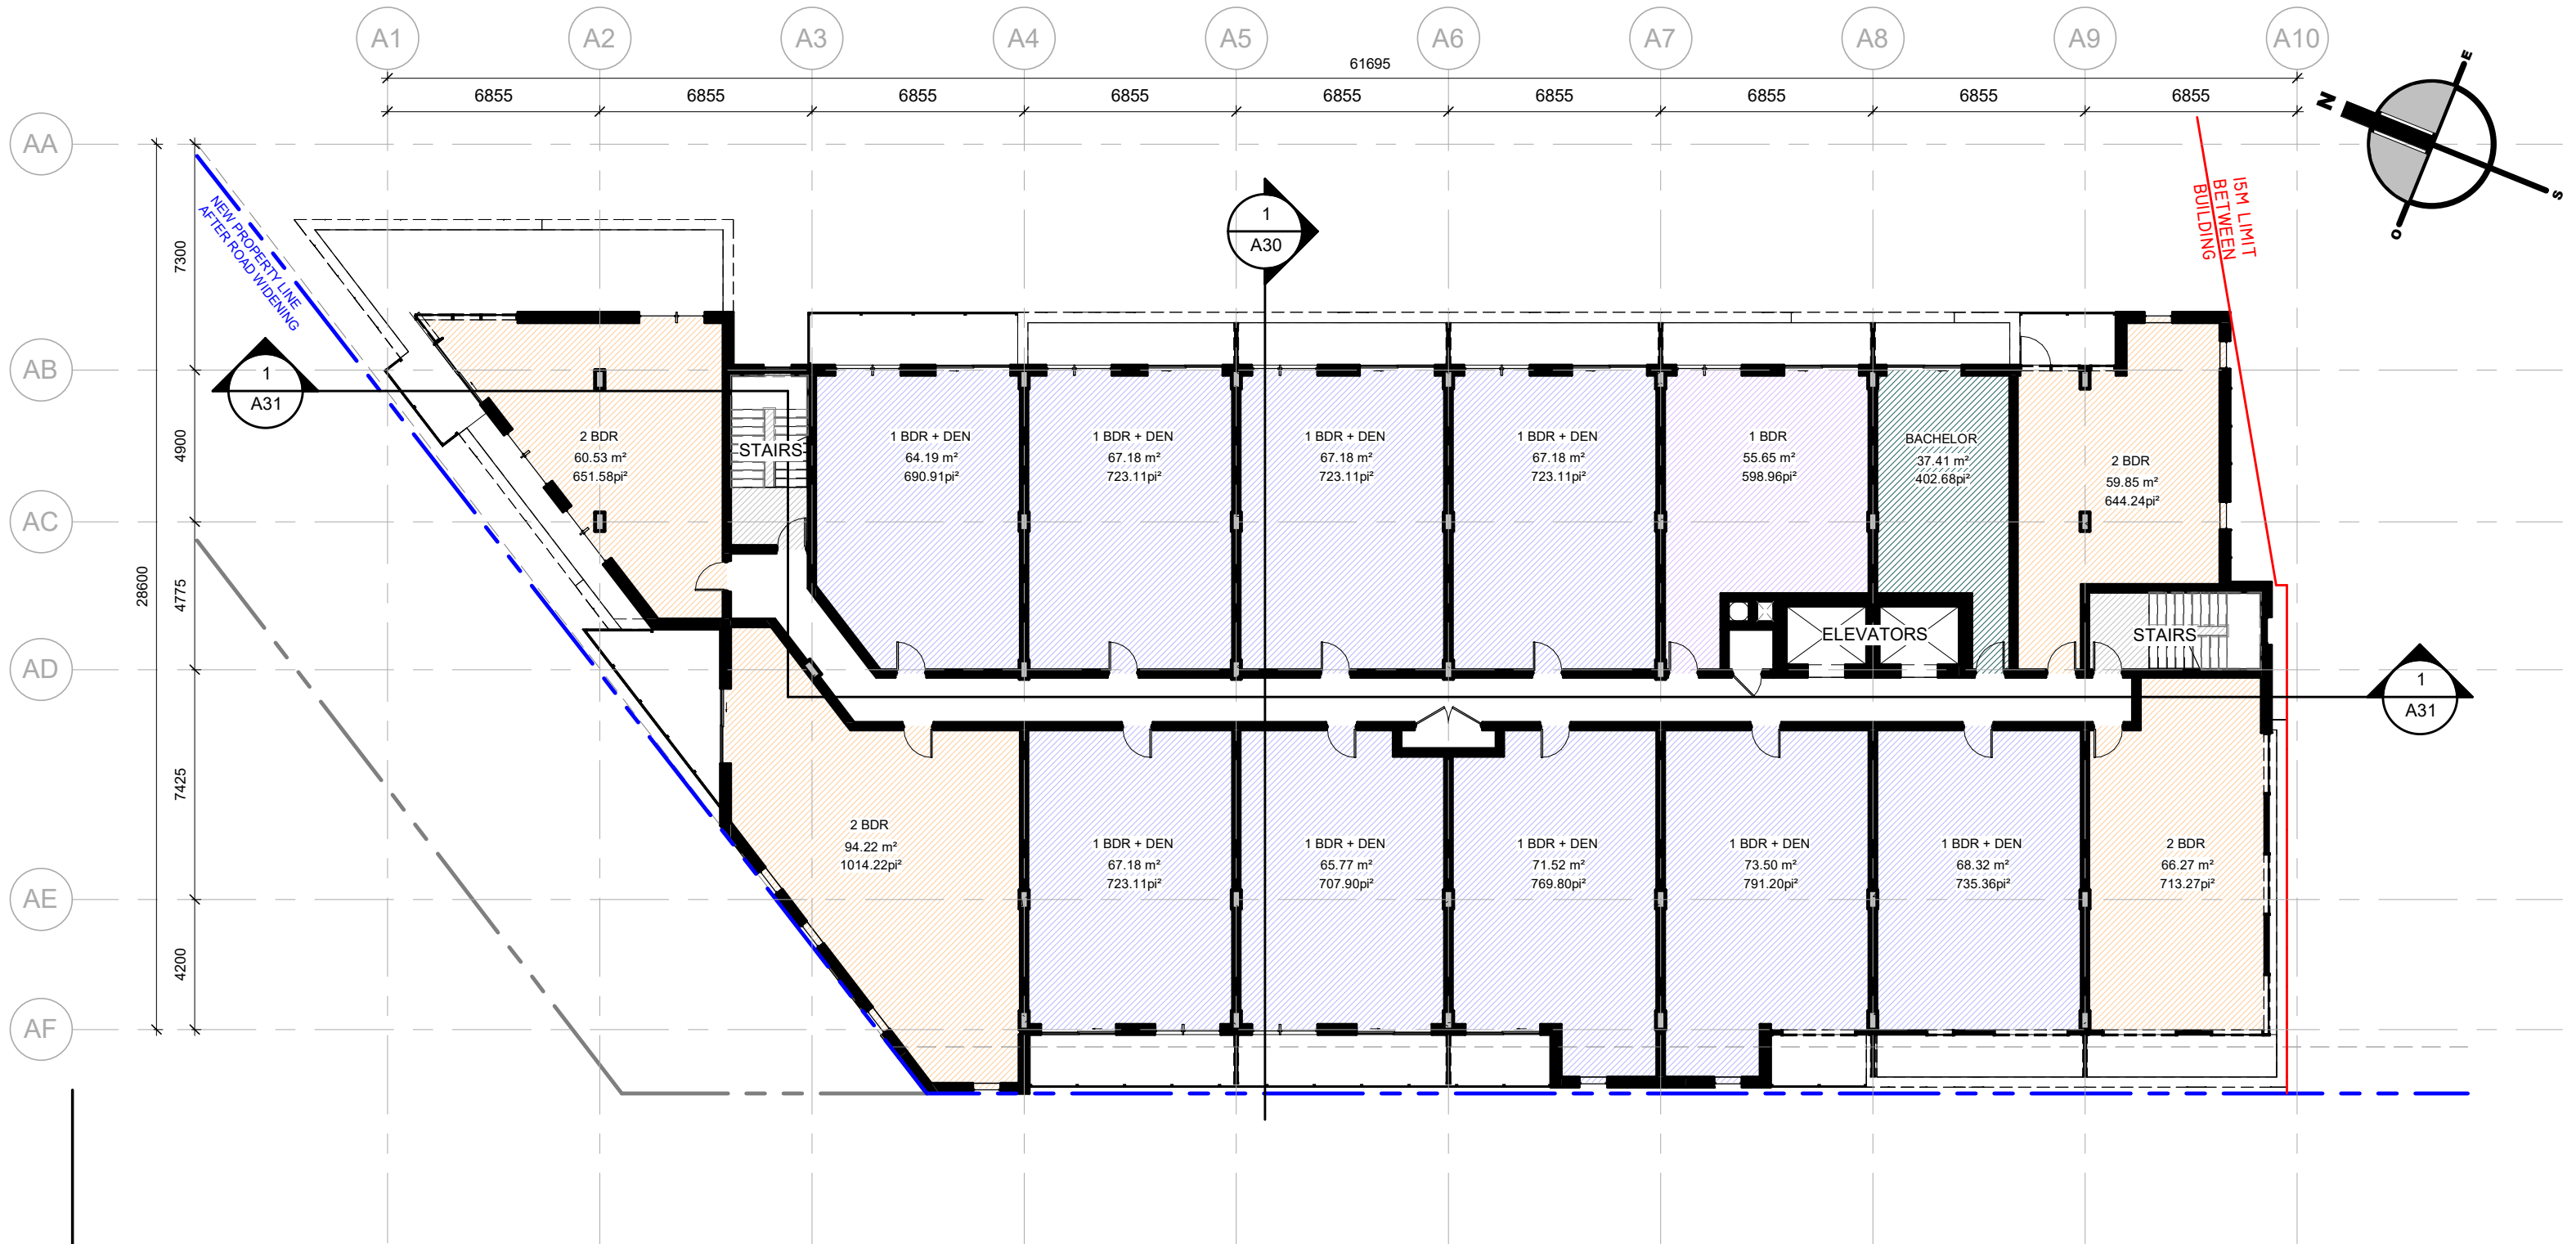 A1
A2
A3
A4
A5
A6
A7
A8
A9
A10
61695
6855
6855
6855
6855
6855
6855
6855
6855
6855
N
E
S
O
AA
AB
AC
AD
AE
AF
7300
4900
4775
7425
4200
28600
NEW PROPERTY LINE
AFTER ROAD WIDENING
15M LIMIT
BETWEEN
BUILDING
1
A30
1
A31
1
A31
2 BDR
60.53 m²
651.58pi²
STAIRS
1 BDR + DEN
64.19 m²
690.91pi²
1 BDR + DEN
67.18 m²
723.11pi²
1 BDR + DEN
67.18 m²
723.11pi²
1 BDR + DEN
67.18 m²
723.11pi²
1 BDR
55.65 m²
598.96pi²
BACHELOR
37.41 m²
402.68pi²
2 BDR
59.85 m²
644.24pi²
ELEVATORS
STAIRS
2 BDR
94.22 m²
1014.22pi²
1 BDR + DEN
67.18 m²
723.11pi²
1 BDR + DEN
65.77 m²
707.90pi²
1 BDR + DEN
71.52 m²
769.80pi²
1 BDR + DEN
73.50 m²
791.20pi²
1 BDR + DEN
68.32 m²
735.36pi²
2 BDR
66.27 m²
713.27pi²